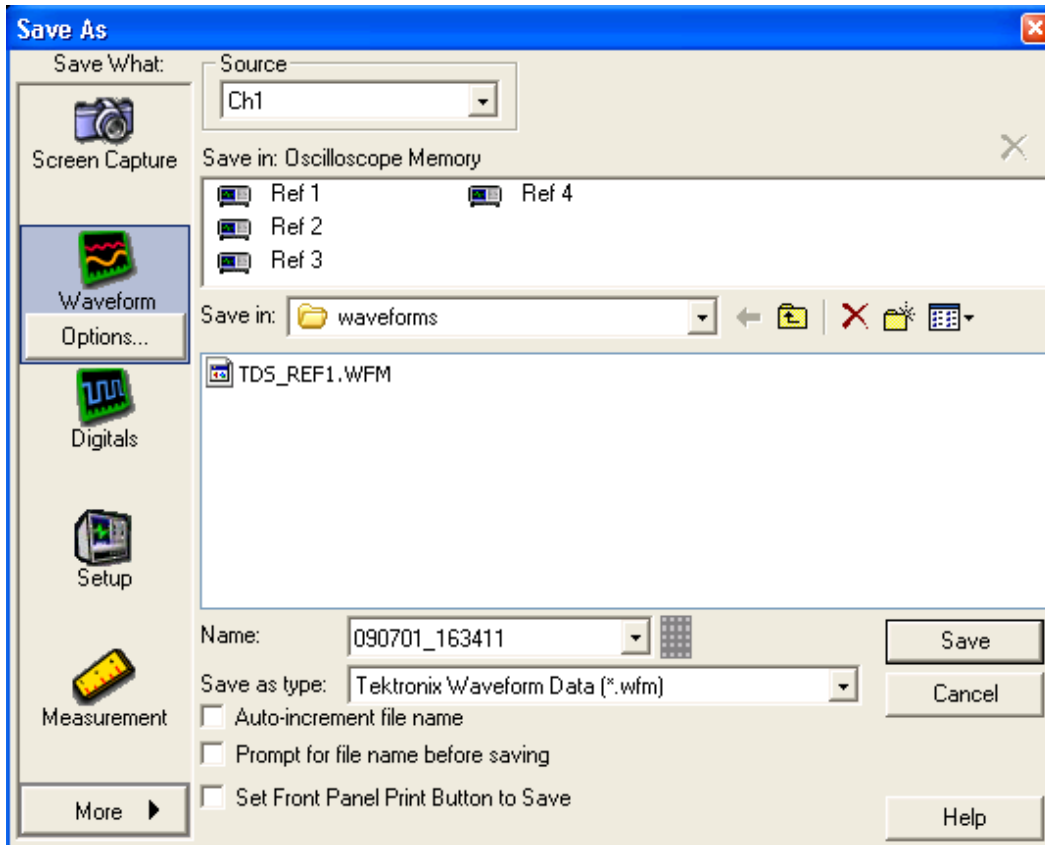 Save As
Save What:
Source
Ch1
Screen Capture
Save in: Oscilloscope Memory
Ref 1
Ref 4
Ref 2
Ref 3
Waveform
Options...
Save in:
waveforms
TDS_REF1.WFM
Digitals
Setup
Name:
090701_163411
Save
Save as type:
Tektronix Waveform Data (*.wfm)
Cancel
Measurement
Auto-increment file name
Prompt for file name before saving
Set Front Panel Print Button to Save
More
Help